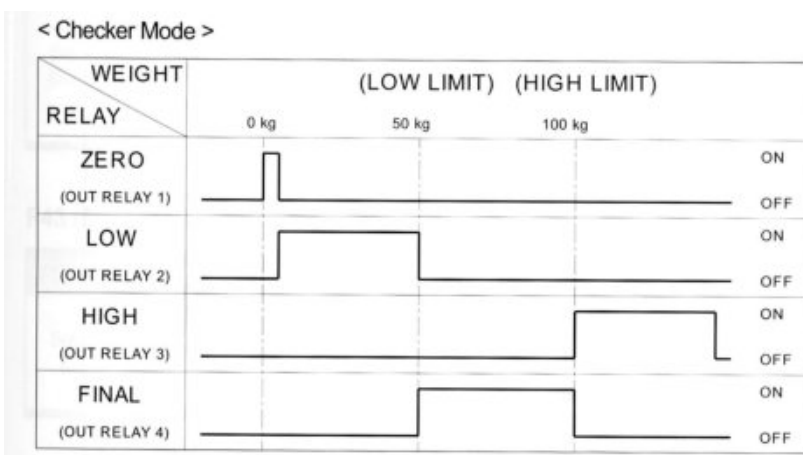 < Checker Mode >
WEIGHT
(LOW LIMIT) (HIGH LIMIT)
RELAY
0 kg 50 kg 100 kg
ZERO ON
(OUT RELAY 1) OFF
LOW ON
(OUT RELAY 2) OFF
HIGH ON
(OUT RELAY 3) OFF
FINAL ON
(OUT RELAY 4) OFF